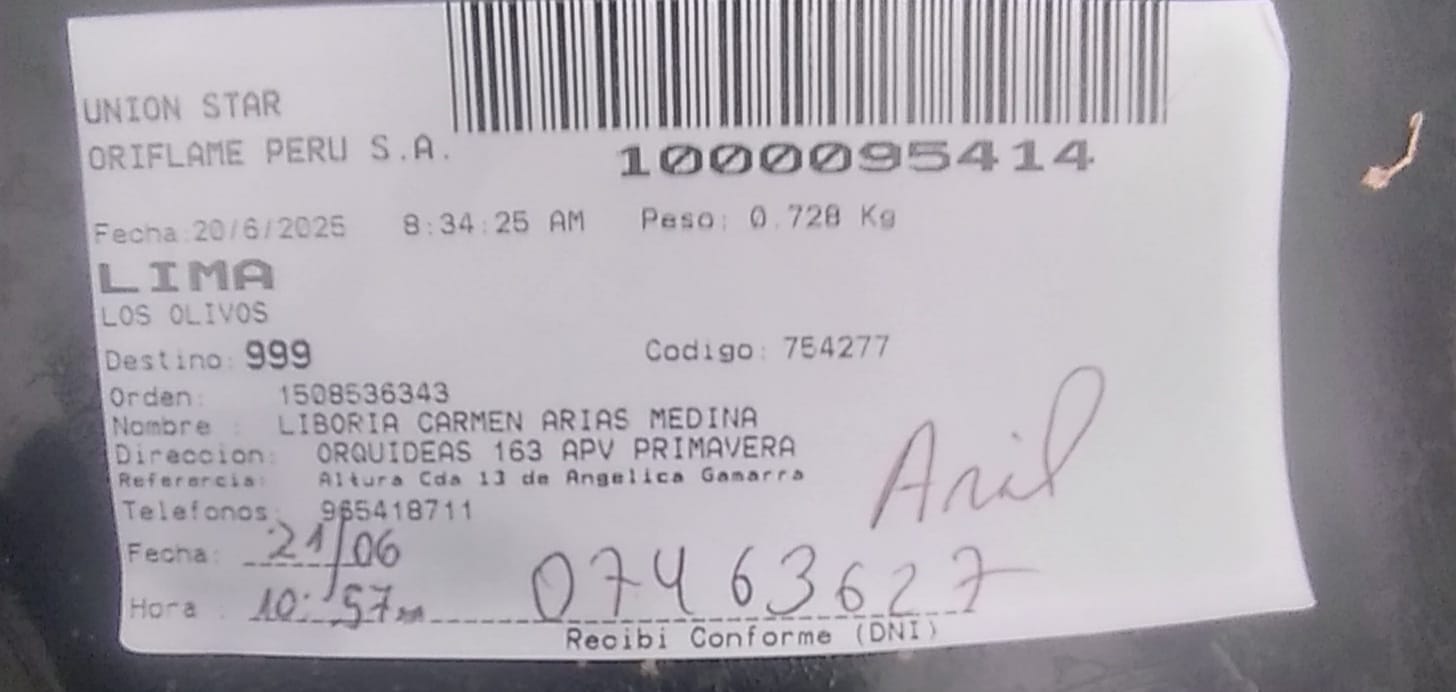 UNION STAR
ORIFLAME PERU S.A.
1000095414
Fecha:20/6/2025 8:34:25 AM Peso: 0.728 Kg
LIMA
LOS OLIVOS
Destino: 999 Codigo: 754277
Orden: 1508536343
Nombre : LIBORIA CARMEN ARIAS MEDINA
Direccion: ORQUIDEAS 163 APV PRIMAVERA
Referercia: Altura Cda 13 de Angelica Gamarra
Telefonos: 965418711
Fecha: 21/06
Hora : 10:57 07463627
Recibi Conforme (DNI)